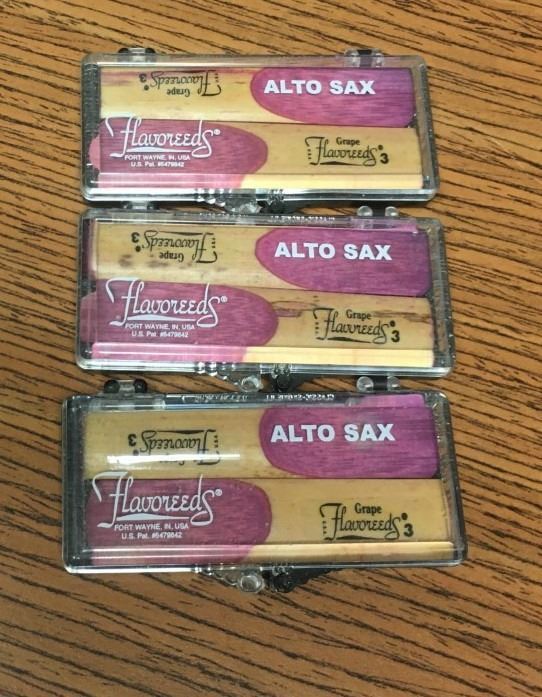 Grape
Flavoreeds® 3
ALTO SAX
Flavoreeds®
FORT WAYNE, IN, USA
U.S. Pat. #6479842
Grape
Flavoreeds® 3
Grape
Flavoreeds® 3
ALTO SAX
Flavoreeds®
FORT WAYNE, IN, USA
U.S. Pat. #6479842
Grape
Flavoreeds® 3
Flavoreeds® 3
ALTO SAX
Flavoreeds®
FORT WAYNE, IN, USA
U.S. Pat. #6479842
Grape
Flavoreeds® 3